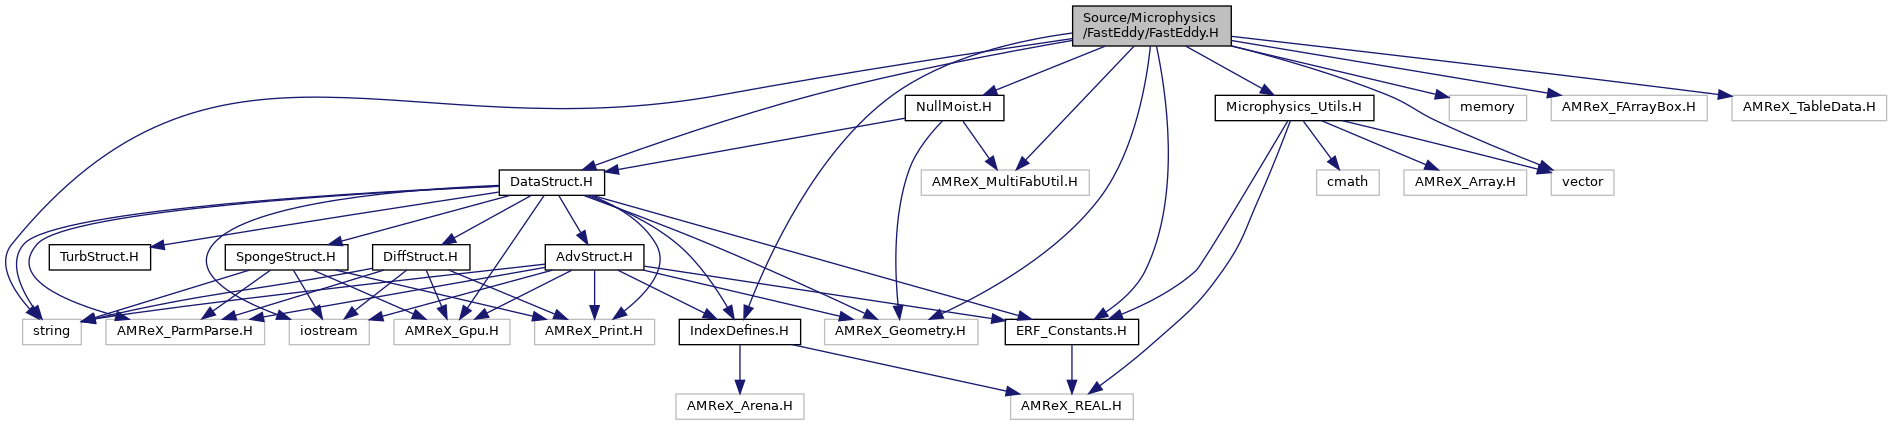 Source/Microphysics
/FastEddy/FastEddy.H
NullMoist.H
Microphysics_Utils.H
memory
AMReX_FArrayBox.H
AMReX_TableData.H
DataStruct.H
AMReX_MultiFabUtil.H
cmath
AMReX_Array.H
vector
TurbStruct.H
SpongeStruct.H
DiffStruct.H
AdvStruct.H
string
AMReX_ParmParse.H
iostream
AMReX_Gpu.H
AMReX_Print.H
IndexDefines.H
AMReX_Geometry.H
ERF_Constants.H
AMReX_Arena.H
AMReX_REAL.H